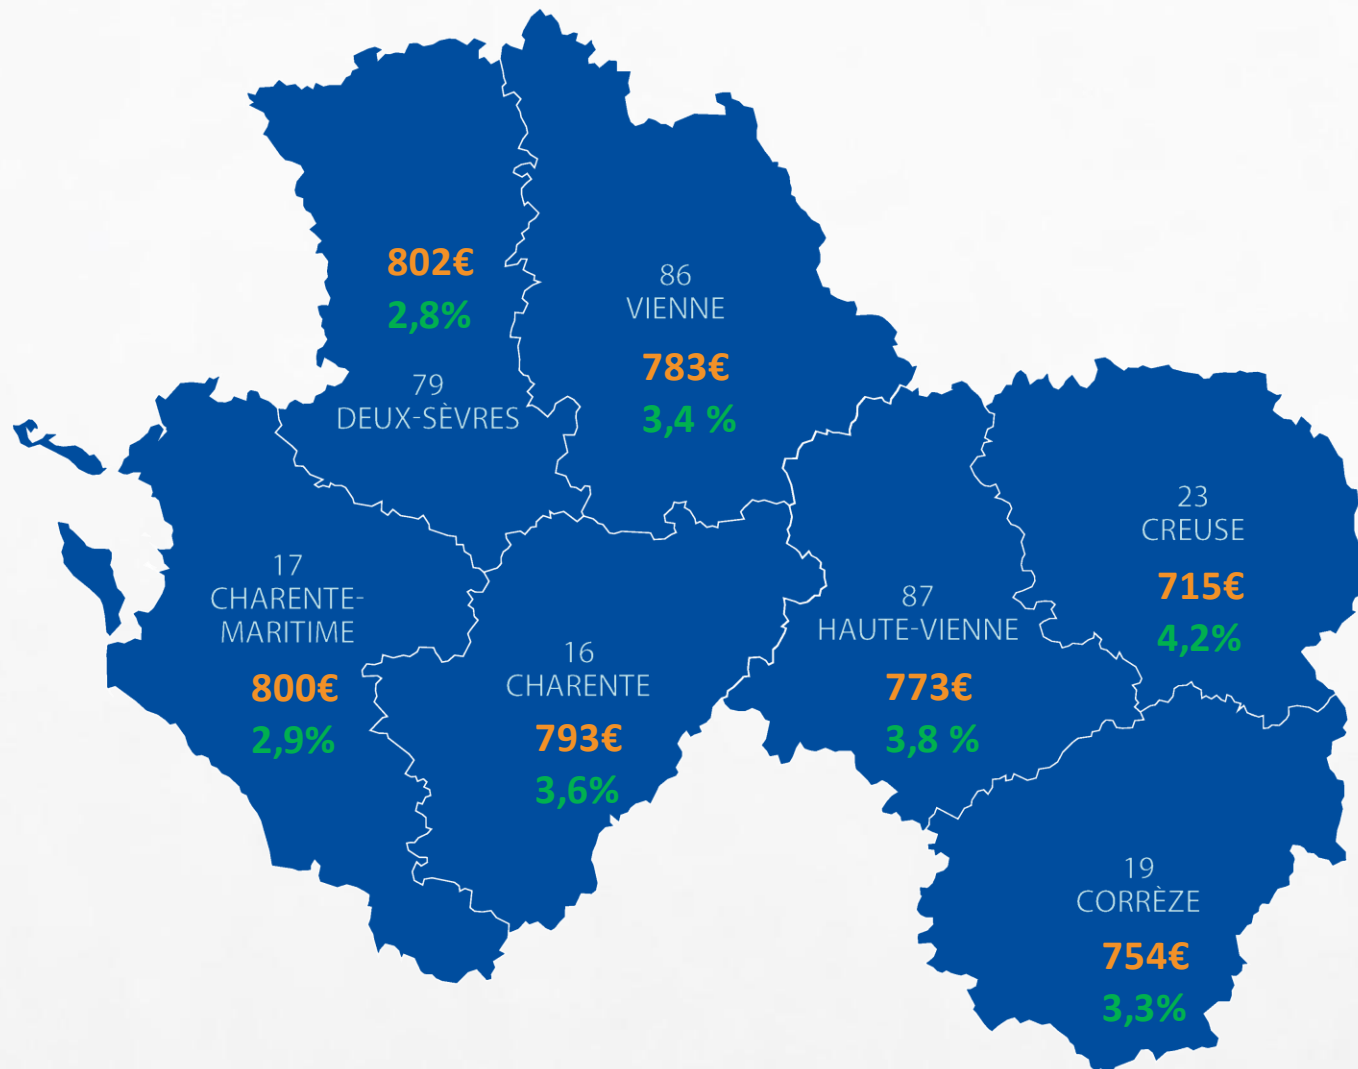 802€
2,8%
79
DEUX-SÈVRES
86
VIENNE
783€
3,4 %
17
CHARENTE-
MARITIME
800€
2,9%
16
CHARENTE
793€
3,6%
87
HAUTE-VIENNE
773€
3,8 %
23
CREUSE
715€
4,2%
19
CORRÈZE
754€
3,3%